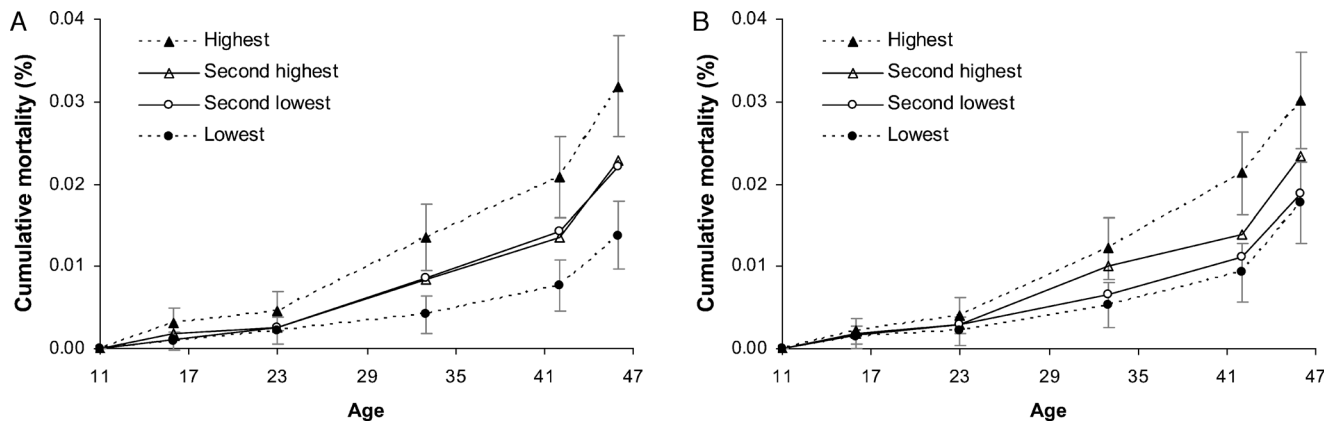 A
Cumulative mortality (%)
0.04
0.03
0.02
0.01
0.00
Highest
Second highest
Second lowest
Lowest
11 17 23 29 35 41 47
Age
B
Cumulative mortality (%)
0.04
0.03
0.02
0.01
0.00
Highest
Second highest
Second lowest
Lowest
11 17 23 29 35 41 47
Age